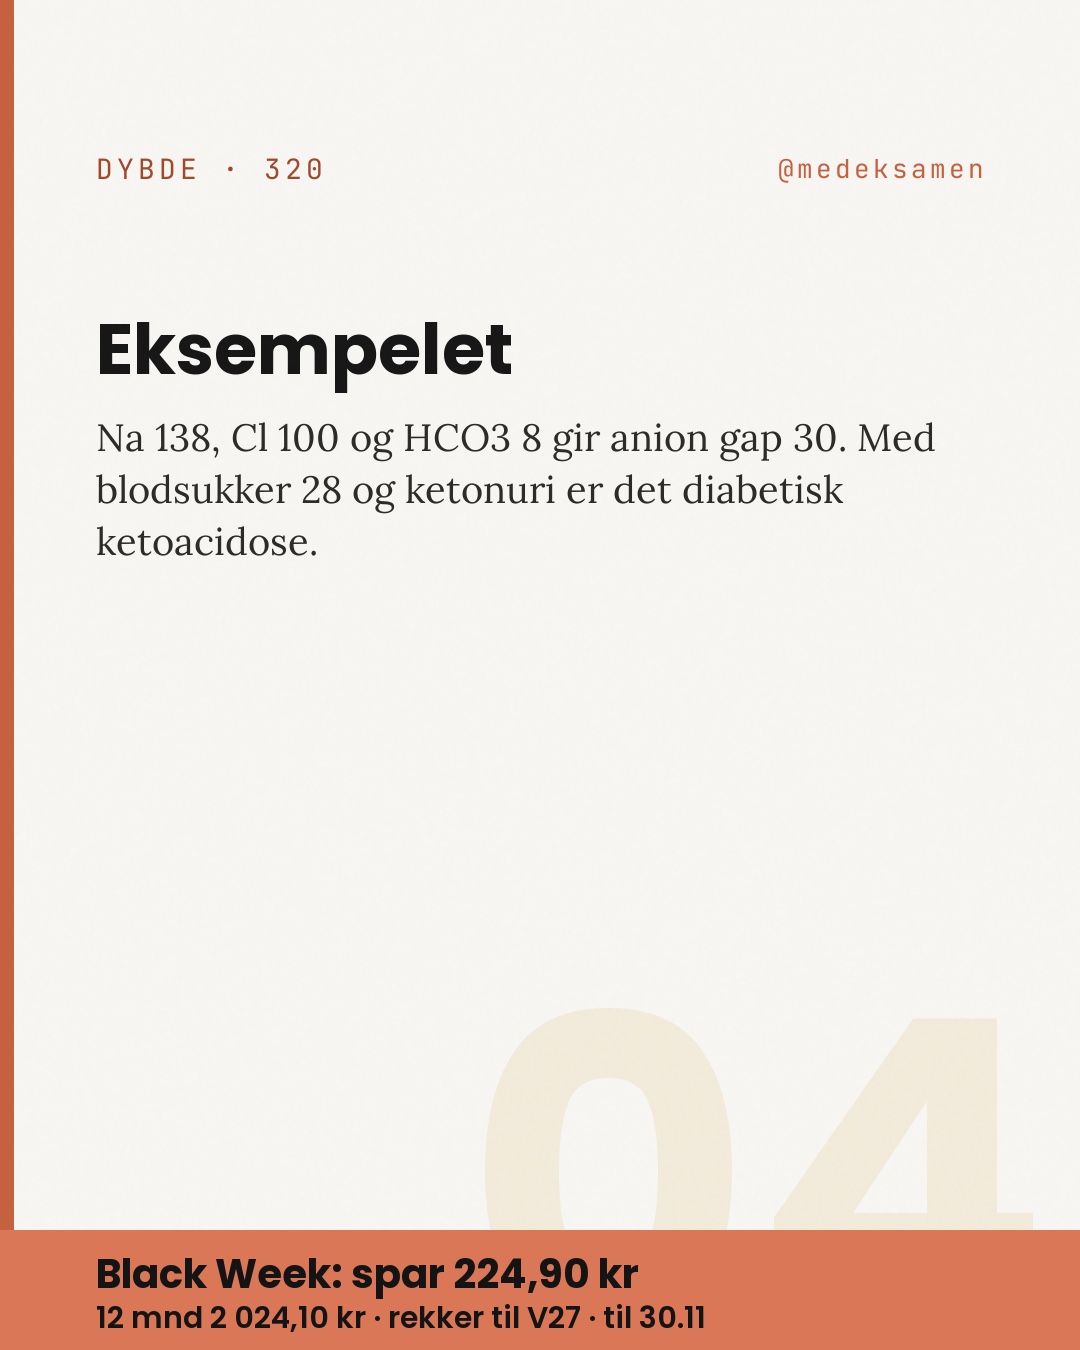 DYBDE · 320
@medeksamen
Eksempelet
Na 138, Cl 100 og HCO3 8 gir anion gap 30. Med
blodsukker 28 og ketonuri er det diabetisk
ketoacidose.
04
Black Week: spar 224,90 kr
12 mnd 2 024,10 kr · rekker til V27 · til 30.11